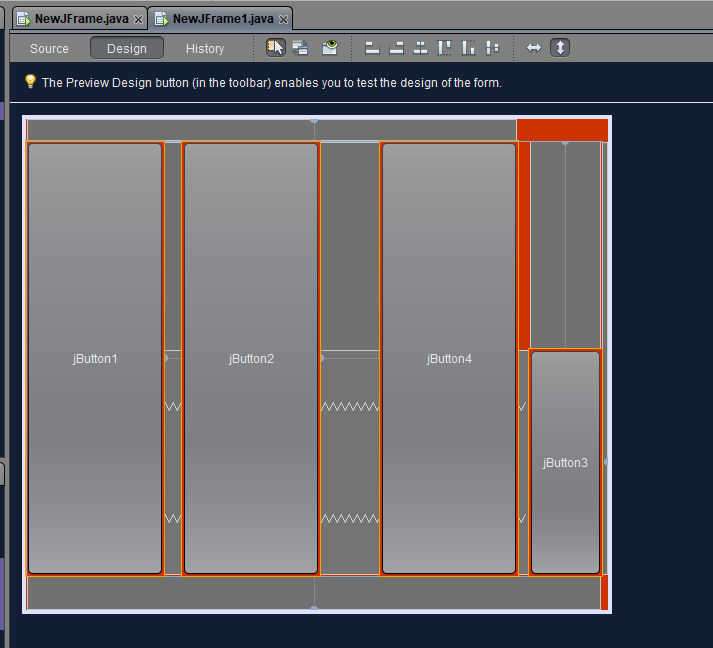 NewJFrame.java NewJFrame1.java
Source Design History
The Preview Design button (in the toolbar) enables you to test the design of the form.
jButton1 jButton2 jButton4
jButton3